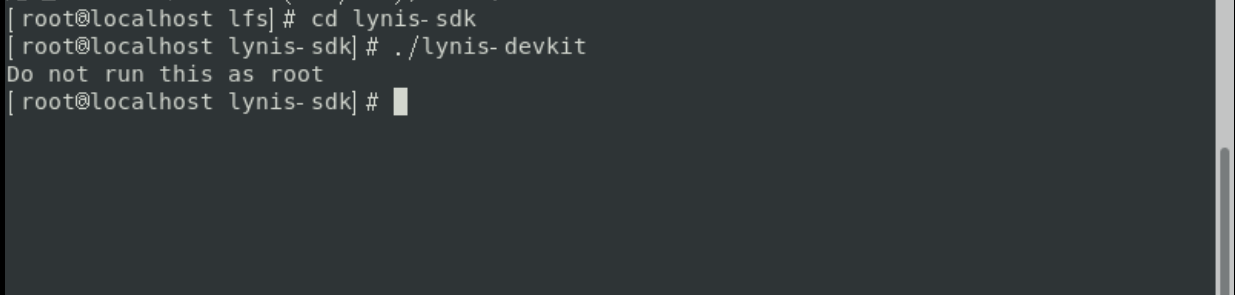 [root@localhost lfs]# cd lynis-sdk
[root@localhost lynis-sdk]# ./lynis-devkit
Do not run this as root
[root@localhost lynis-sdk]#